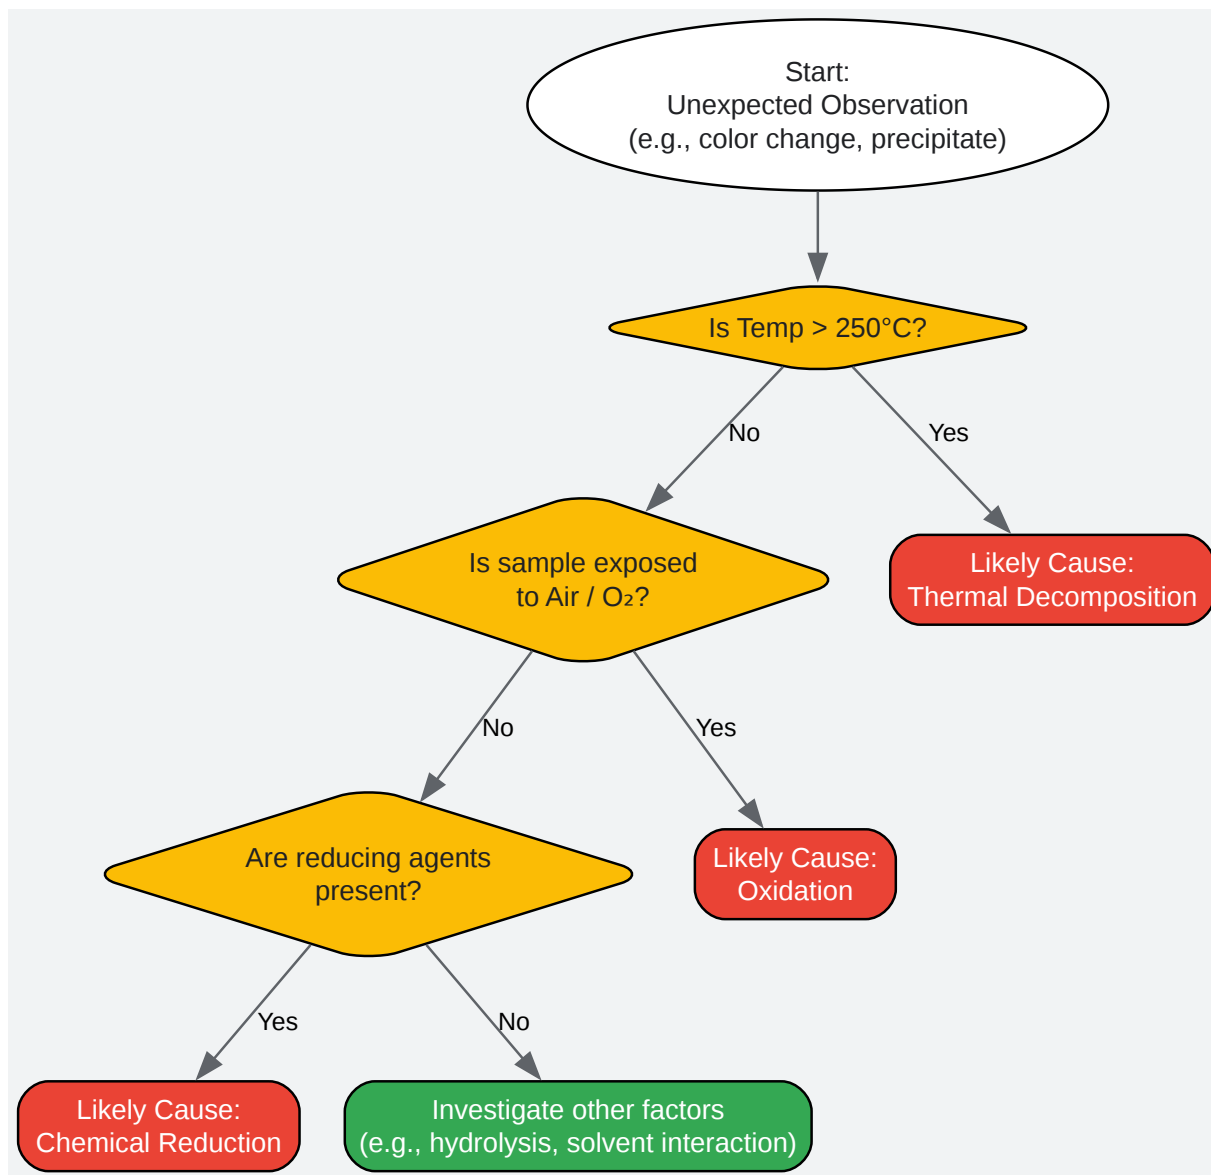 Start:
Unexpected Observation
(e.g., color change, precipitate)
Is Temp > 250°C?
No
Yes
Is sample exposed
to Air / O₂?
Likely Cause:
Thermal Decomposition
No
Yes
Are reducing agents
present?
Likely Cause:
Oxidation
Yes
No
Likely Cause:
Chemical Reduction
Investigate other factors
(e.g., hydrolysis, solvent interaction)